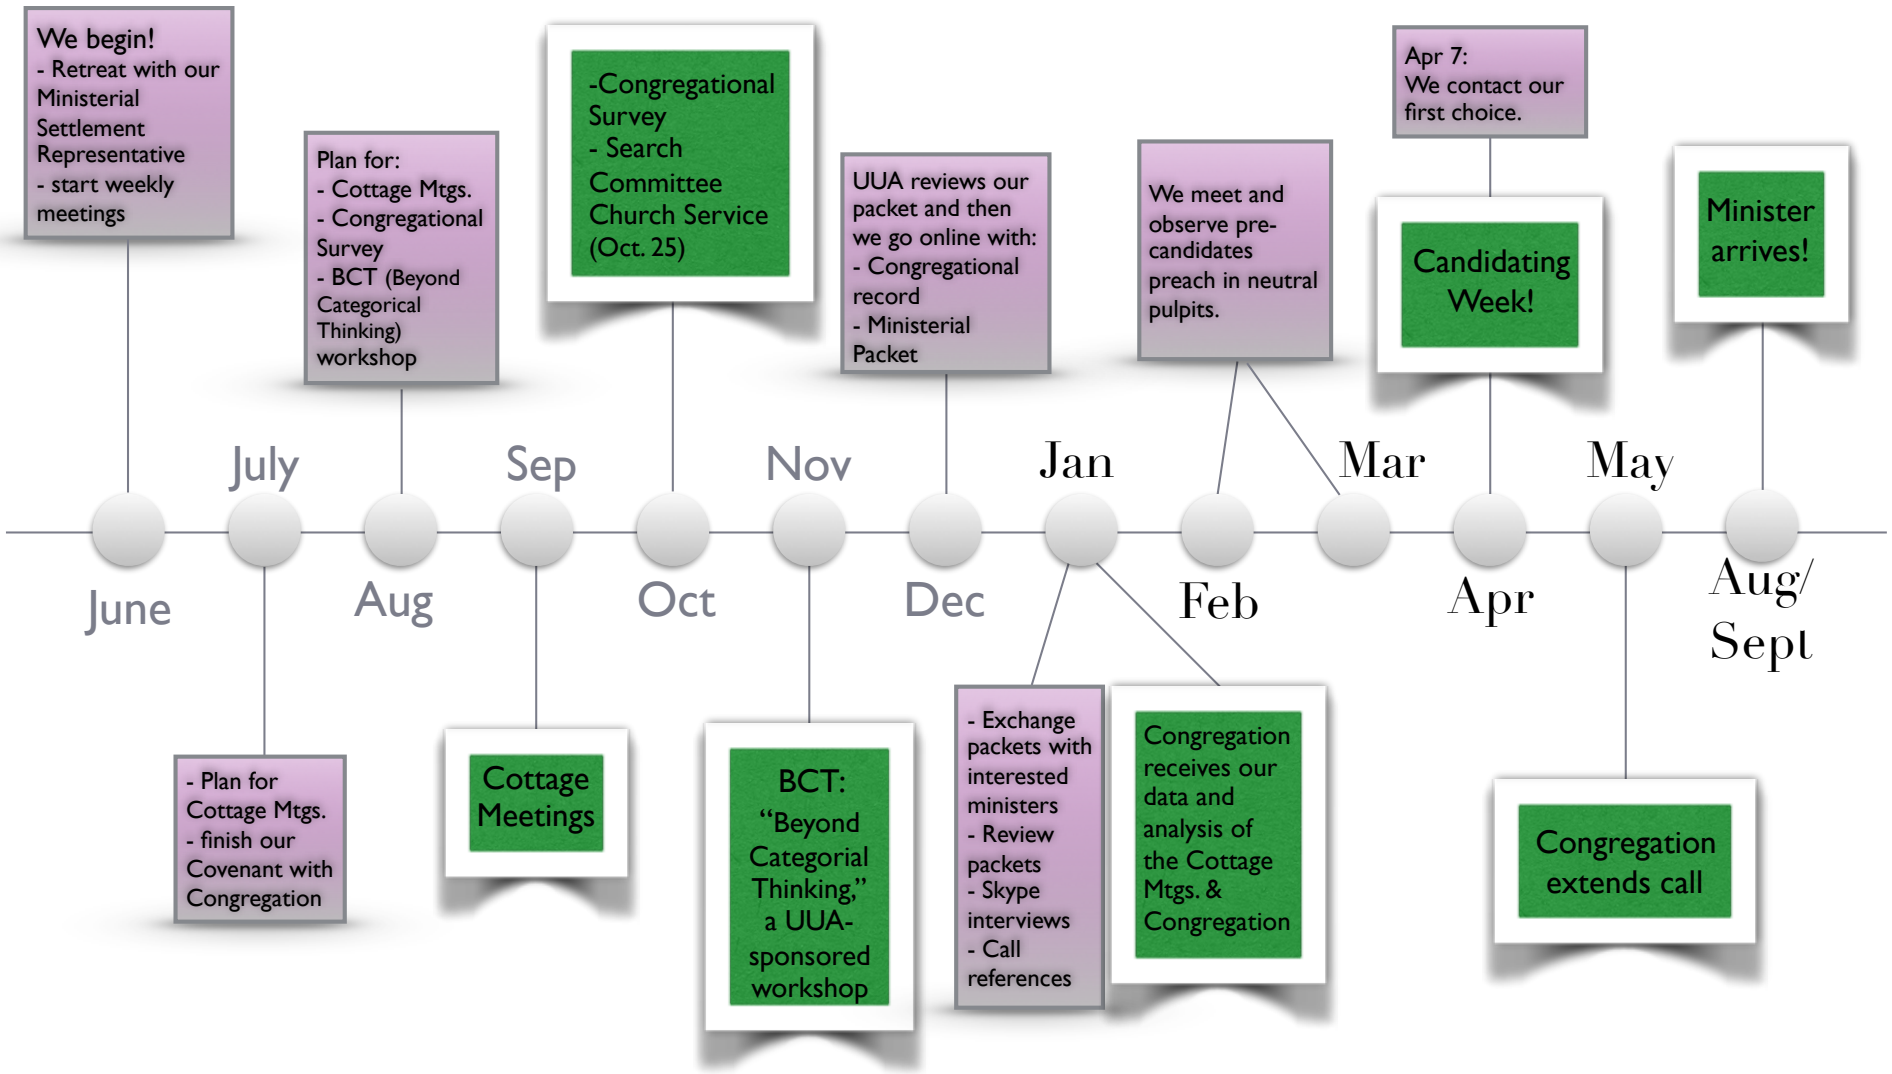 We begin!
- Retreat with our
Ministerial
Settlement
Representative
- start weekly
meetings
Plan for:
- Cottage Mtgs.
- Congregational
Survey
- BCT (Beyond
Categorical
Thinking)
workshop
-Congregational
Survey
- Search
Committee
Church Service
(Oct. 25)
UUA reviews our
packet and then
we go online with:
- Congregational
record
- Ministerial
Packet
We meet and
observe pre-
candidates
preach in neutral
pulpits.
Apr 7:
We contact our
first choice.
Candidating
Week!
Minister
arrives!
July
Sep
Nov
Jan
Mar
May
June
Aug
Oct
Dec
Feb
Apr
Aug/
Sept
- Plan for
Cottage Mtgs.
- finish our
Covenant with
Congregation
Cottage
Meetings
BCT:
“Beyond
Categorial
Thinking,”
a UUA-
sponsored
workshop
- Exchange
packets with
interested
ministers
- Review
packets
- Skype
interviews
- Call
references
Congregation
receives our
data and
analysis of
the Cottage
Mtgs. &
Congregation
Congregation
extends call